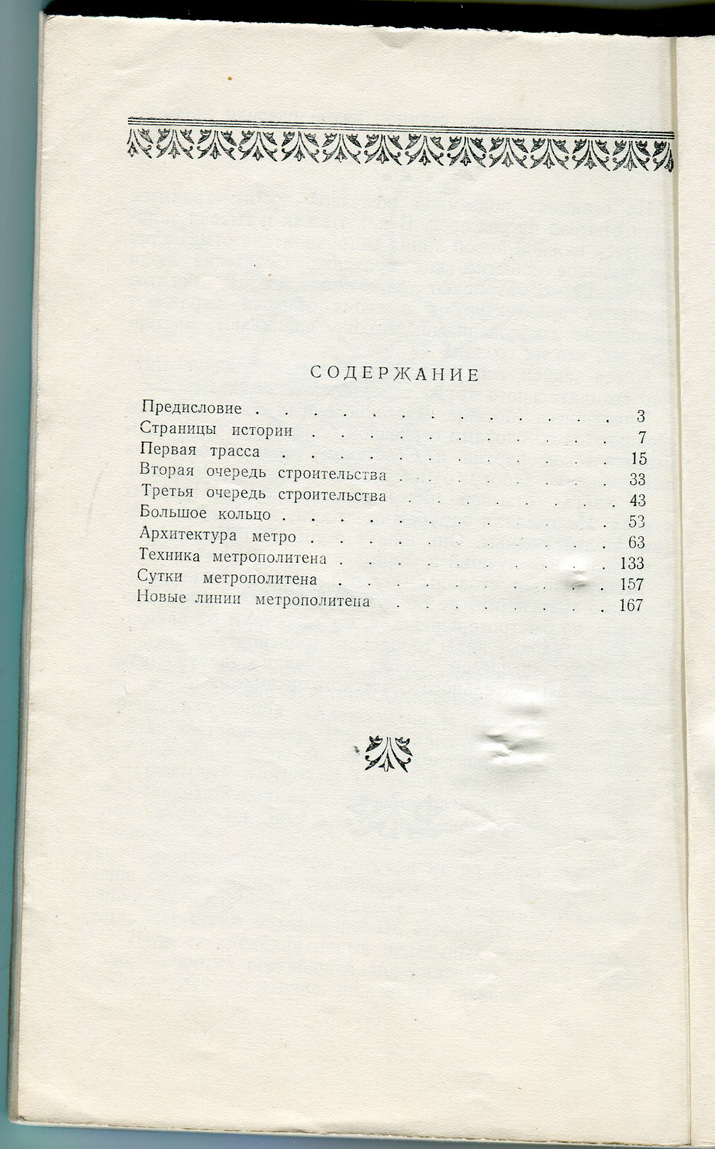 СОДЕРЖАНИЕ
Предисловие . . . . . . . . . . . . . 3
Страницы истории . . . . . . . . . . . 7
Первая трасса . . . . . . . . . . . . 15
Вторая очередь строительства . . . . . . . . 33
Третья очередь строительства . . . . . . . . 43
Большое кольцо . . . . . . . . . . . . 53
Архитектура метро . . . . . . . . . . . 63
Техника метрополитена . . . . . . . . . . 133
Сутки метрополитена . . . . . . . . . . 157
Новые линии метрополитена . . . . . . . . 167